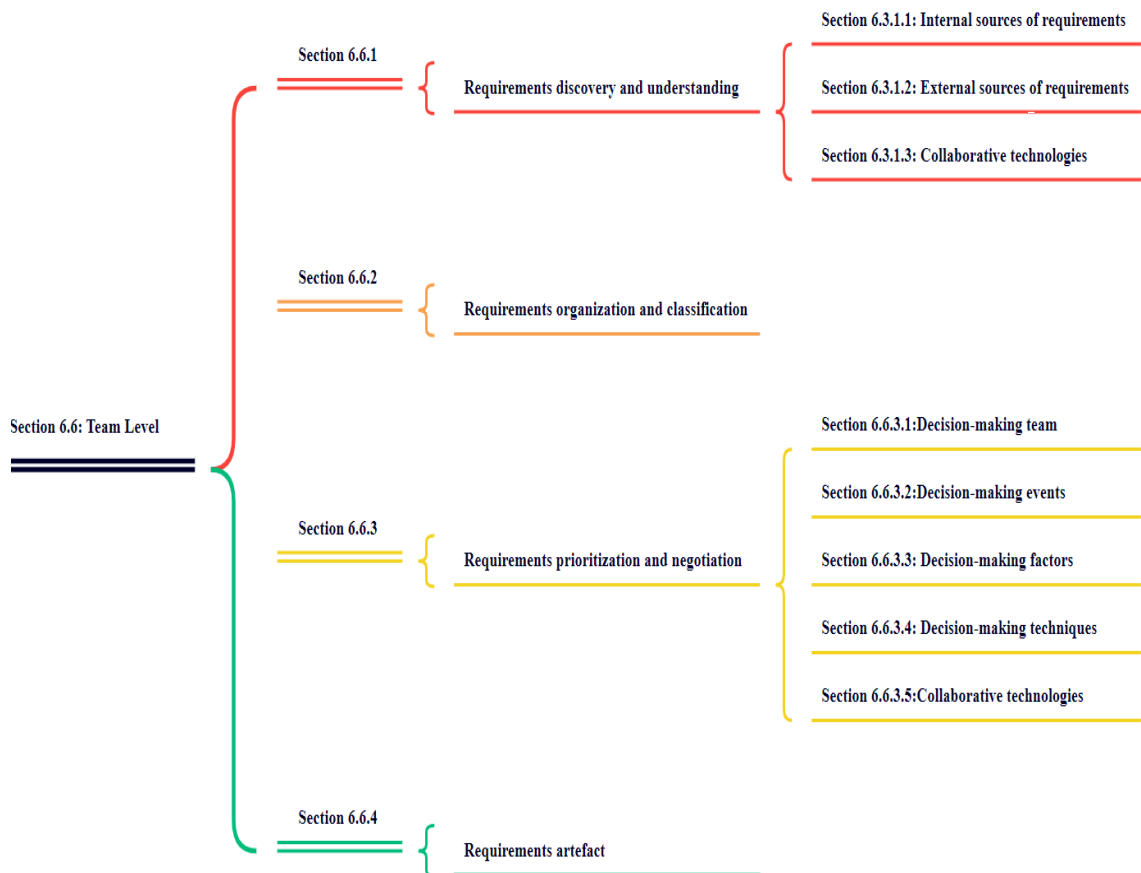 Section 6.6: Team Level
Section 6.6.1
Requirements discovery and understanding
Section 6.3.1.1: Internal sources of requirements
Section 6.3.1.2: External sources of requirements
Section 6.3.1.3: Collaborative technologies
Section 6.6.2
Requirements organization and classification
Section 6.6.3
Requirements prioritization and negotiation
Section 6.6.3.1:Decision-making team
Section 6.6.3.2:Decision-making events
Section 6.6.3.3: Decision-making factors
Section 6.6.3.4: Decision-making techniques
Section 6.6.3.5:Collaborative technologies
Section 6.6.4
Requirements artefact